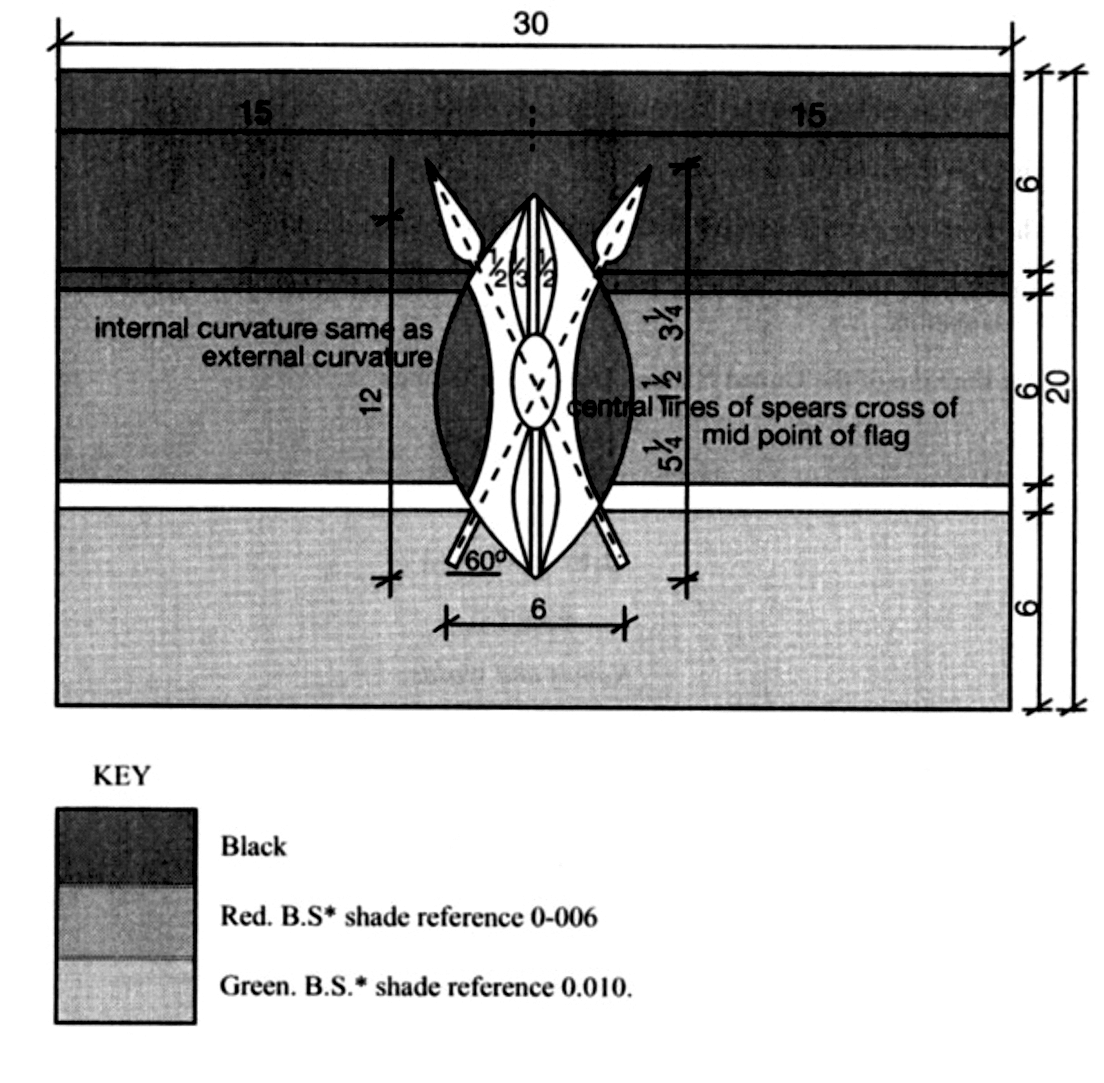 30
15 15
6
½ ⅓ ½
3¼
internal curvature same as
external curvature
12
1½
6
20
central lines of spears cross of
mid point of flag
5¼
60º
6
6
KEY
Black
Red. B.S* shade reference 0-006
Green. B.S.* shade reference 0.010.